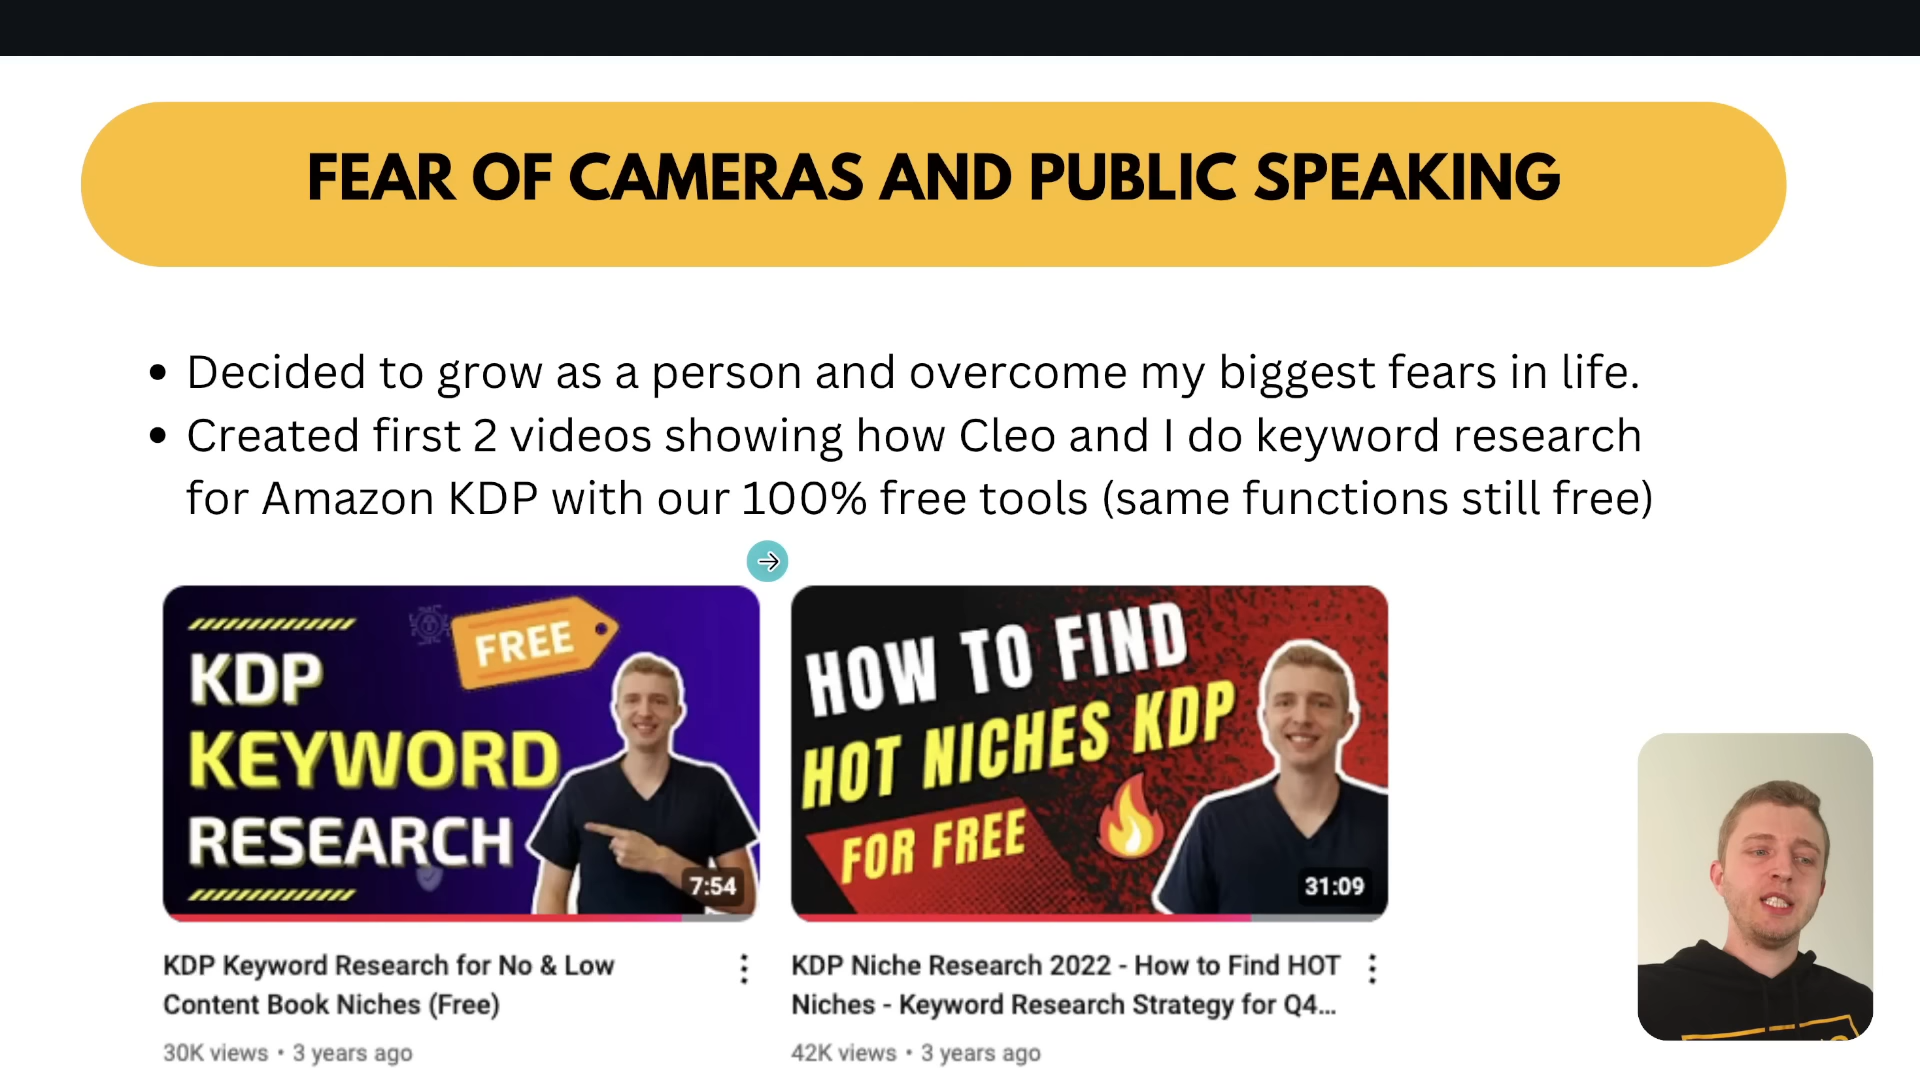 FEAR OF CAMERAS AND PUBLIC SPEAKING
• Decided to grow as a person and overcome my biggest fears in life.
• Created first 2 videos showing how Cleo and I do keyword research
for Amazon KDP with our 100% free tools (same functions still free)
FREE
KDP
KEYWORD
RESEARCH
7:54
HOW TO FIND
HOT NICHES KDP
FOR FREE
31:09
KDP Keyword Research for No & Low
Content Book Niches (Free)
30K views • 3 years ago
KDP Niche Research 2022 - How to Find HOT
Niches - Keyword Research Strategy for Q4...
42K views • 3 years ago